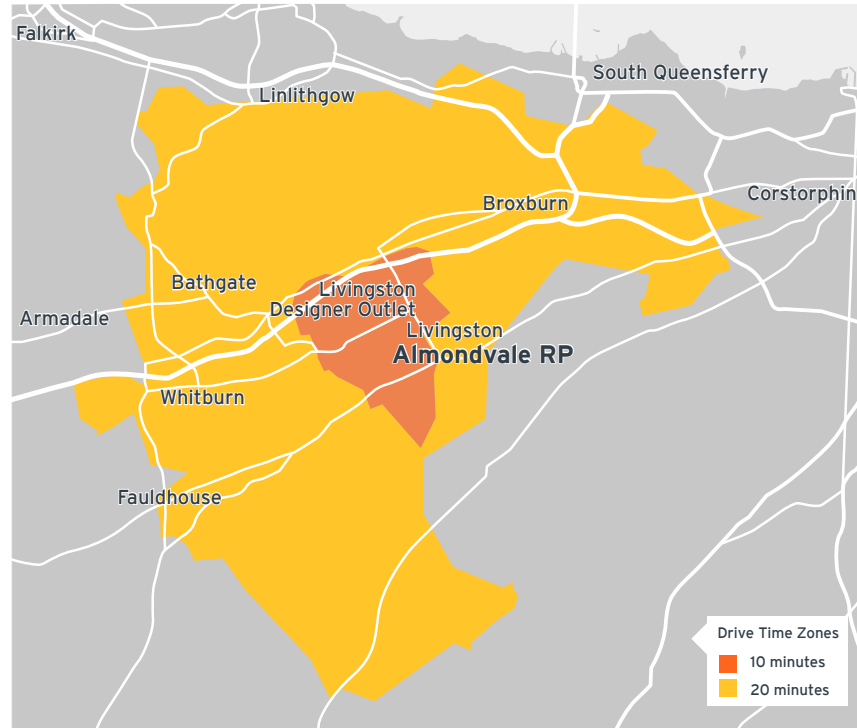 Falkirk
South Queensferry
Linlithgow
Corstorphin
Broxburn
Bathgate
Livingston
Designer Outlet
Armadale
Livingston
Almondvale RP
Whitburn
Fauldhouse
Drive Time Zones
10 minutes
20 minutes